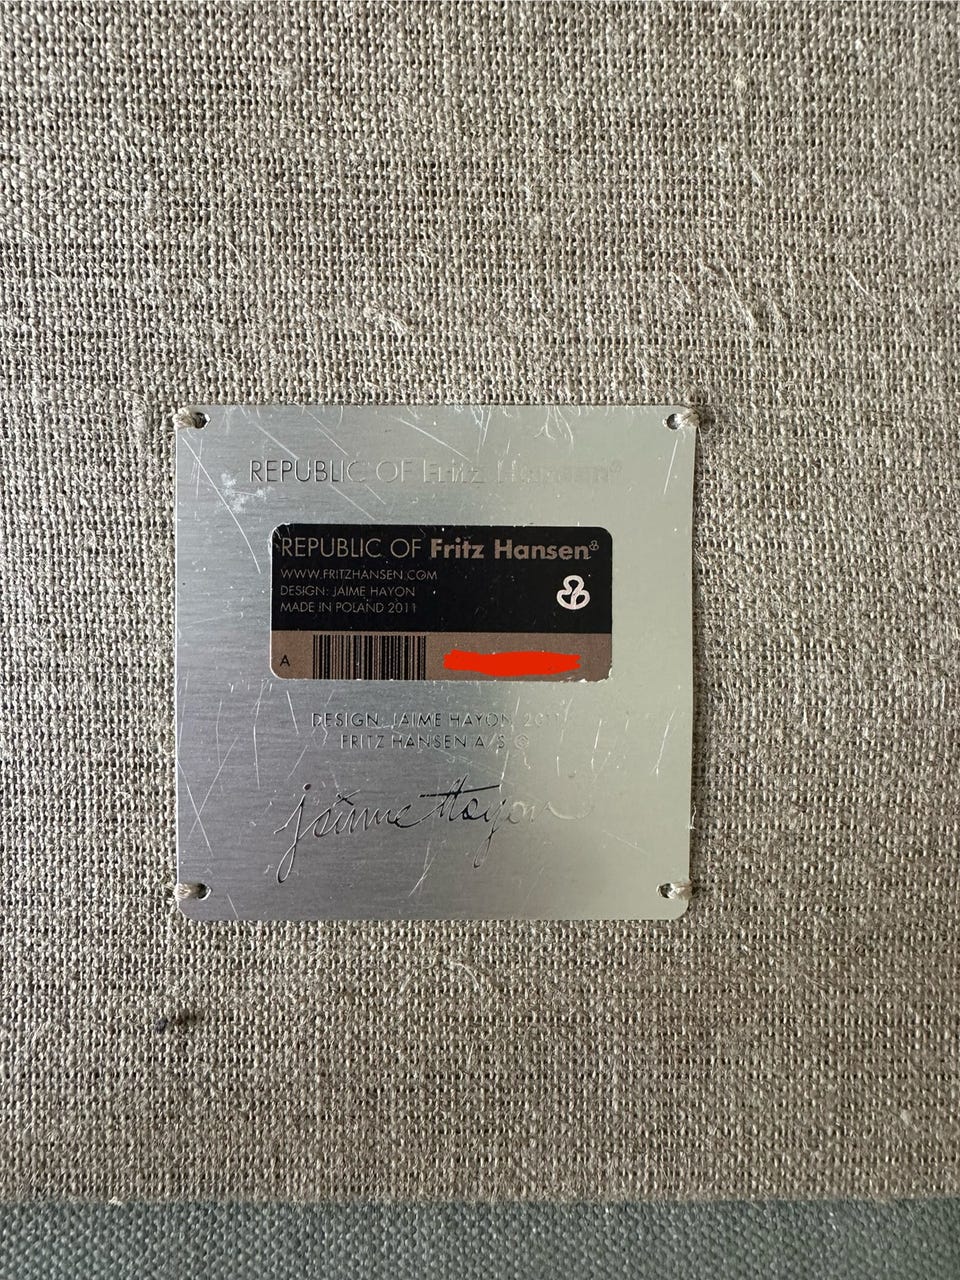 REPUBLIC OF Fritz Hansen®
REPUBLIC OF Fritz Hansen
WWW.FRITZHANSEN.COM
DESIGN: JAIME HAYON
MADE IN POLAND 2011
A
DESIGN: JAIME HAYON 2011
FRITZ HANSEN A/S ©
jaime Hayon